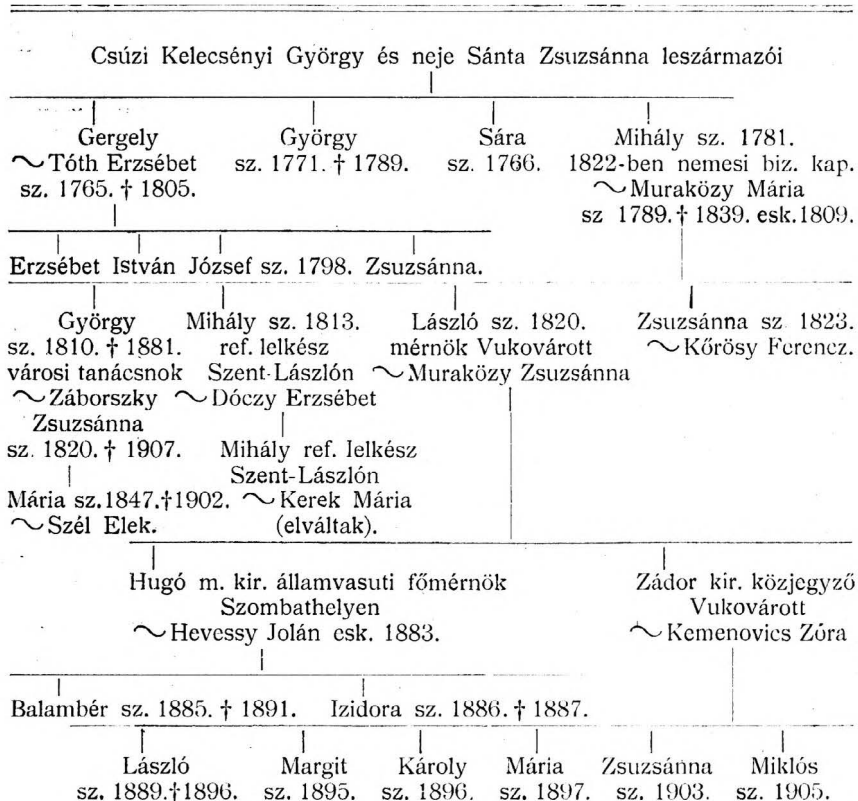 Csúzi Kelecsényi György és neje Sánta Zsuzsánna leszármazói
Gergely György Sára Mihály sz. 1781.
~Tóth Erzsébet sz. 1771. † 1789. sz. 1766. 1822-ben nemesi biz. kap.
sz. 1765. † 1805. ~Muraközy Mária
sz 1789. † 1839. esk. 1809.
Erzsébet István József sz. 1798. Zsuzsánna.
György Mihály sz. 1813. László sz. 1820. Zsuzsánna sz. 1823.
sz. 1810. † 1881. ref. lelkész mérnök Vukovárott ~Kőrösy Ferencz.
városi tanácsnok Szent-Lászlón ~Muraközy Zsuzsánna
~Záborszky ~Dóczy Erzsébet
Zsuzsánna
sz. 1820. † 1907. Mihály ref. lelkész
Szent-Lászlón
Mária sz. 1847. †1902. ~Kerek Mária
~Szél Elek. (elváltak).
Hugó m. kir. államvasuti főmérnök Zádor kir. közjegyző
Szombathelyen Vukovárott
~Hevessy Jolán esk. 1883. ~Kemenovics Zóra
Balambér sz. 1885. † 1891. Izidora sz. 1886. † 1887.
László Margit Károly Mária Zsuzsánna Miklós
sz. 1889.†1896. sz. 1895. sz. 1896. sz. 1897. sz. 1903. sz. 1905.